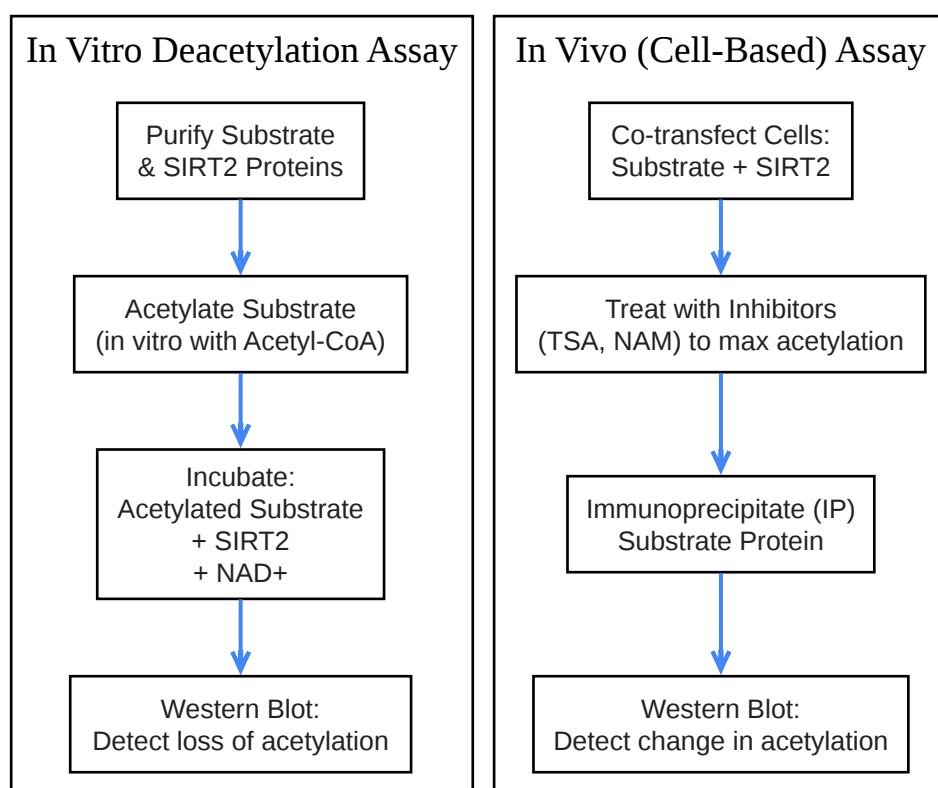 In Vitro Deacetylation Assay
Purify Substrate
& SIRT2 Proteins
Acetylate Substrate
(in vitro with Acetyl-CoA)
Incubate:
Acetylated Substrate
+ SIRT2
+ NAD+
Western Blot:
Detect loss of acetylation
In Vivo (Cell-Based) Assay
Co-transfect Cells:
Substrate + SIRT2
Treat with Inhibitors
(TSA, NAM) to max acetylation
Immunoprecipitate (IP)
Substrate Protein
Western Blot:
Detect change in acetylation